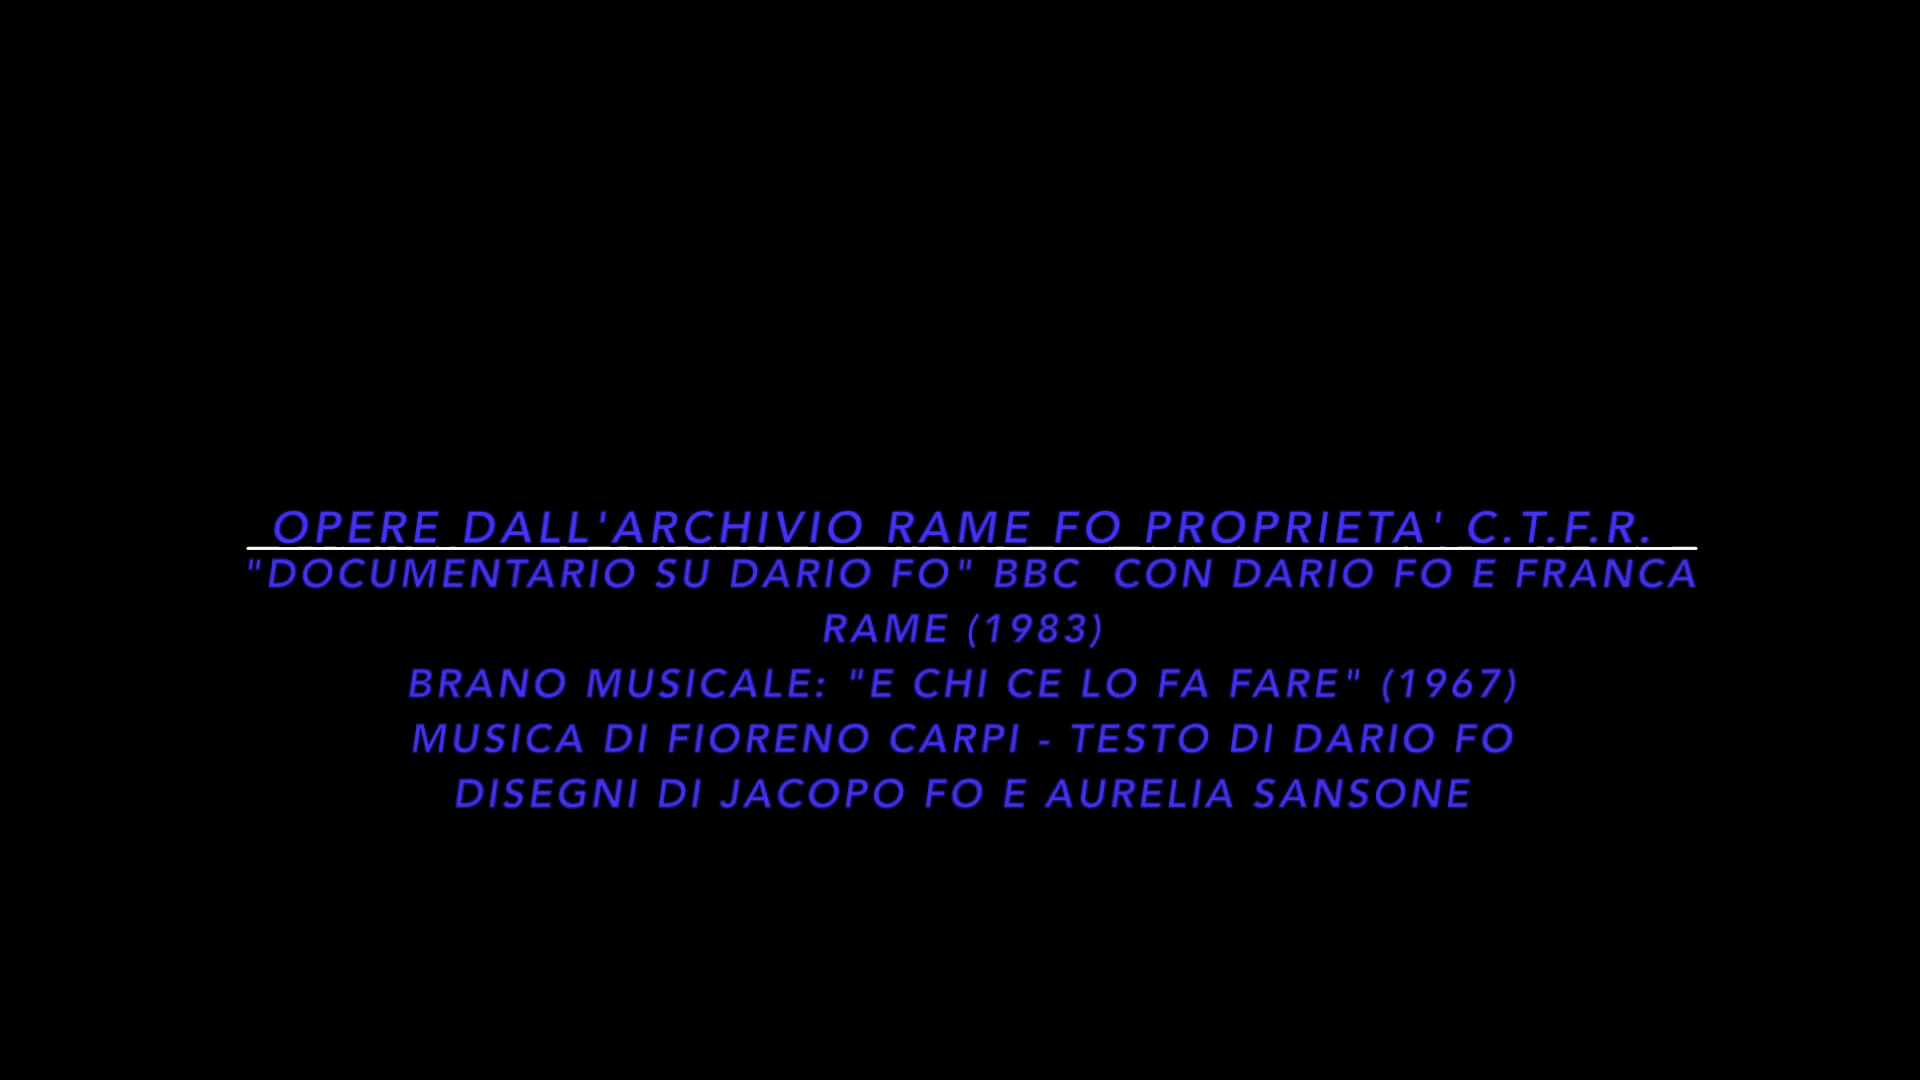 OPERE DALL'ARCHIVIO RAME FO PROPRIETA' C.T.F.R.
"DOCUMENTARIO SU DARIO FO" BBC  CON DARIO FO E FRANCA
RAME (1983)
BRANO MUSICALE: "E CHI CE LO FA FARE" (1967)
MUSICA DI FIORENO CARPI - TESTO DI DARIO FO
DISEGNI DI JACOPO FO E AURELIA SANSONE